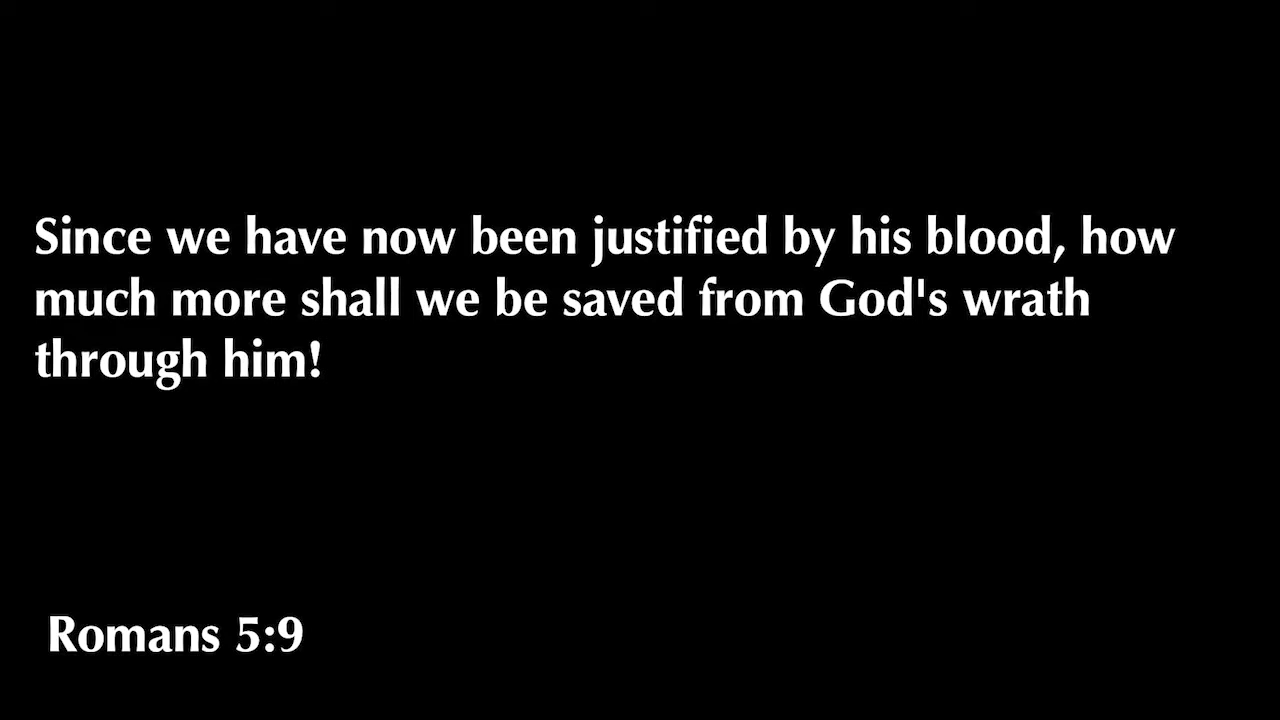 Since we have now been justified by his blood, how
much more shall we be saved from God's wrath
through him!
Romans 5:9